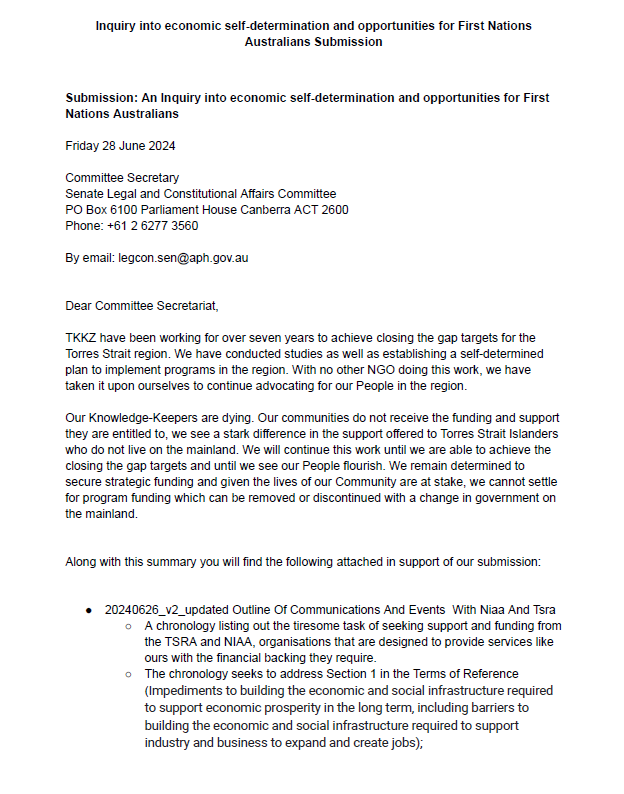 Inquiry into economic self-determination and opportunities for First Nations
Australians Submission
Submission: An Inquiry into economic self-determination and opportunities for First
Nations Australians
Friday 28 June 2024
Committee Secretary
Senate Legal and Constitutional Affairs Committee
PO Box 6100 Parliament House Canberra ACT 2600
Phone: +61 2 6277 3560
By email: legcon.sen@aph.gov.au
Dear Committee Secretariat,
TKKZ have been working for over seven years to achieve closing the gap targets for the
Torres Strait region. We have conducted studies as well as establishing a self-determined
plan to implement programs in the region. With no other NGO doing this work, we have
taken it upon ourselves to continue advocating for our People in the region.
Our Knowledge-Keepers are dying. Our communities do not receive the funding and support
they are entitled to, we see a stark difference in the support offered to Torres Strait Islanders
who do not live on the mainland. We will continue this work until we are able to achieve the
closing the gap targets and until we see our People flourish. We remain determined to
secure strategic funding and given the lives of our Community are at stake, we cannot settle
for program funding which can be removed or discontinued with a change in government on
the mainland.
Along with this summary you will find the following attached in support of our submission:
● 20240626_v2_updated Outline Of Communications And Events  With Niaa And Tsra
○ A chronology listing out the tiresome task of seeking support and funding from
the TSRA and NIAA, organisations that are designed to provide services like
ours with the financial backing they require.
○ The chronology seeks to address Section 1 in the Terms of Reference
(Impediments to building the economic and social infrastructure required
to support economic prosperity in the long term, including barriers to
building the economic and social infrastructure required to support
industry and business to expand and create jobs);